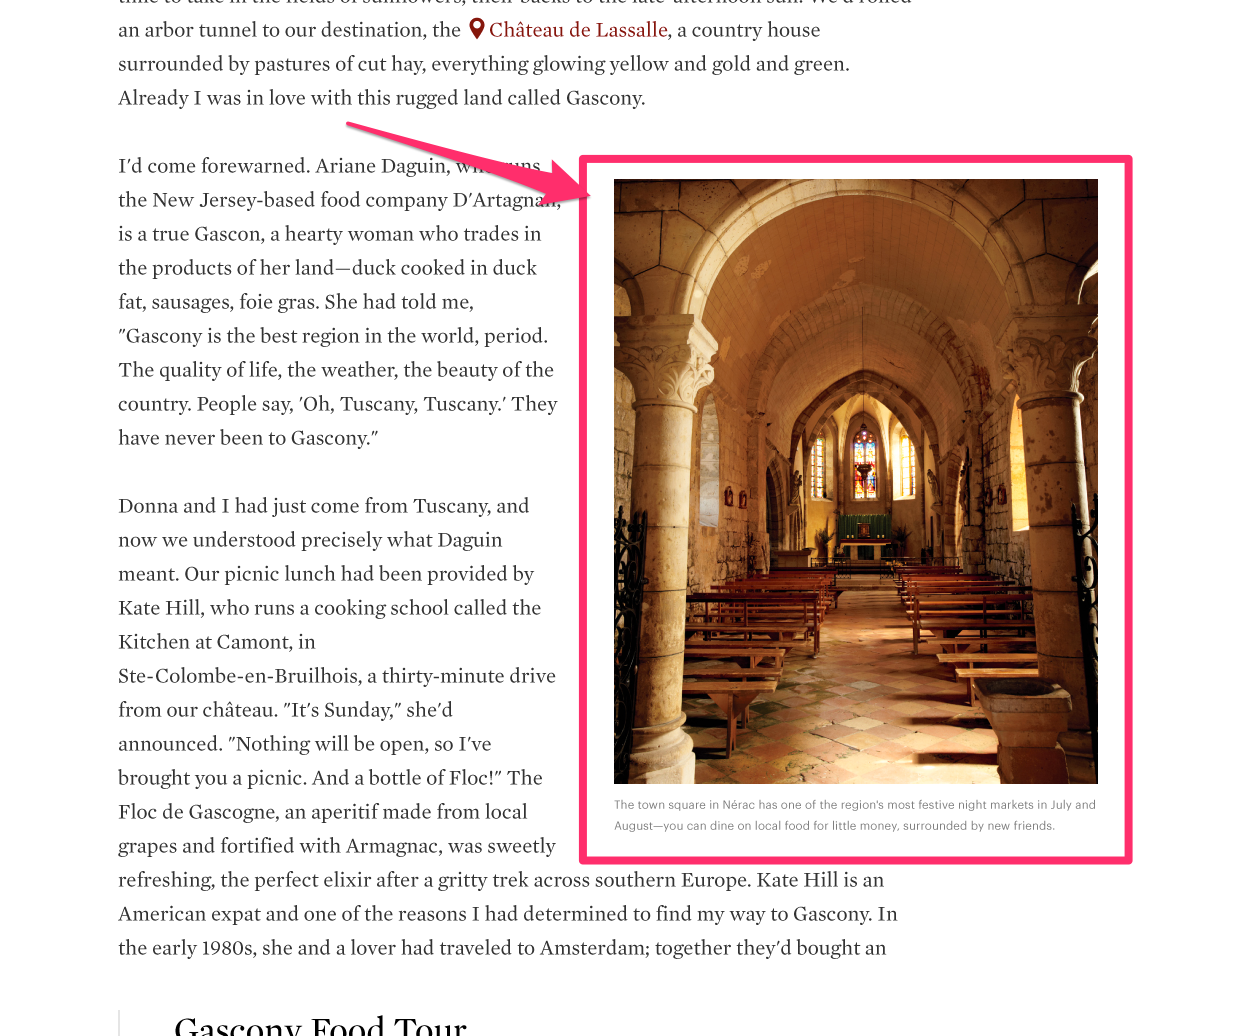 an arbor tunnel to our destination, the Château de Lassalle, a country house
surrounded by pastures of cut hay, everything glowing yellow and gold and green.
Already I was in love with this rugged land called Gascony.
I'd come forewarned. Ariane Daguin, who runs
the New Jersey-based food company D'Artagnan,
is a true Gascon, a hearty woman who trades in
the products of her land—duck cooked in duck
fat, sausages, foie gras. She had told me,
"Gascony is the best region in the world, period.
The quality of life, the weather, the beauty of the
country. People say, 'Oh, Tuscany, Tuscany.' They
have never been to Gascony."
Donna and I had just come from Tuscany, and
now we understood precisely what Daguin
meant. Our picnic lunch had been provided by
Kate Hill, who runs a cooking school called the
Kitchen at Camont, in
Ste-Colombe-en-Bruilhois, a thirty-minute drive
from our château. "It's Sunday," she'd
announced. "Nothing will be open, so I've
brought you a picnic. And a bottle of Floc!" The
Floc de Gascogne, an aperitif made from local
grapes and fortified with Armagnac, was sweetly
refreshing, the perfect elixir after a gritty trek across southern Europe. Kate Hill is an
American expat and one of the reasons I had determined to find my way to Gascony. In
the early 1980s, she and a lover had traveled to Amsterdam; together they'd bought an
The town square in Nérac has one of the region's most festive night markets in July and
August—you can dine on local food for little money, surrounded by new friends.
Gascony Food Tour